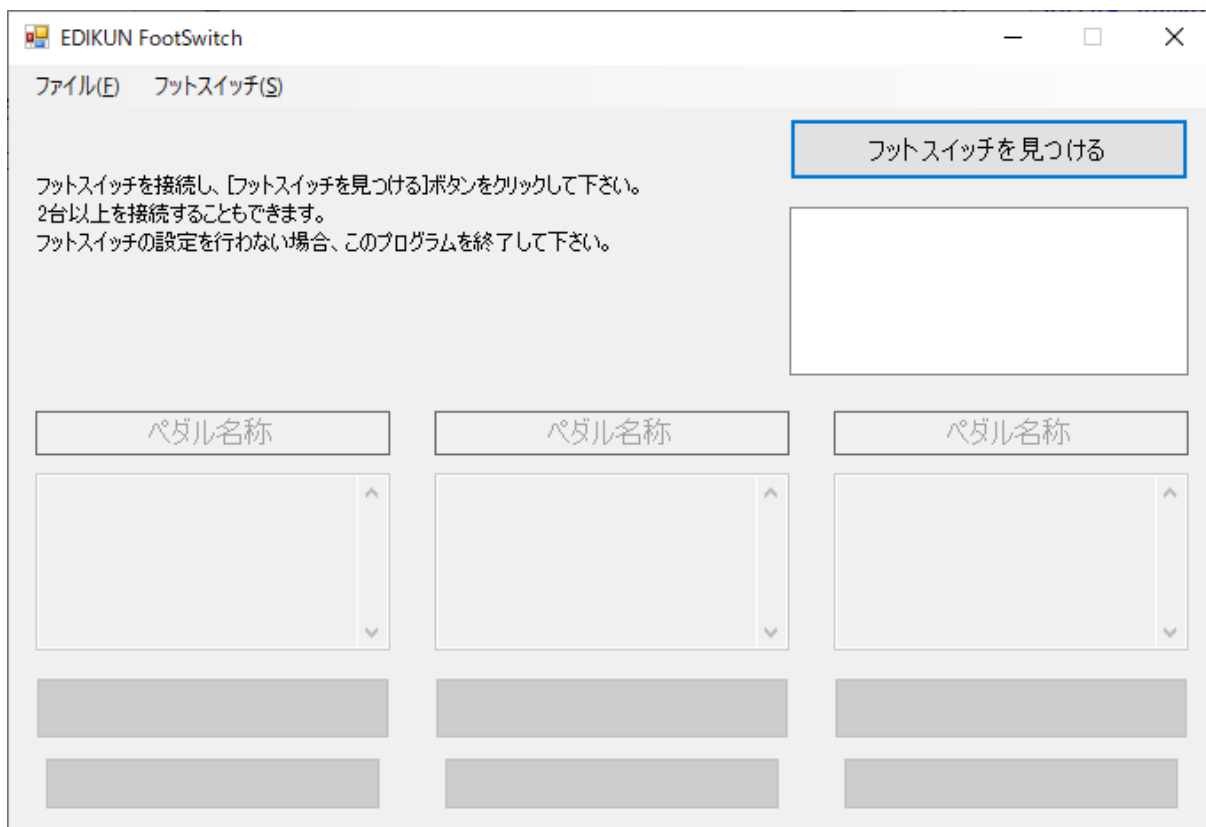 EDIKUN FootSwitch
ファイル(F) フットスイッチ(S)
フットスイッチを見つける
フットスイッチを接続し、[フットスイッチを見つける]ボタンをクリックして下さい。
2台以上を接続することもできます。
フットスイッチの設定を行わない場合、このプログラムを終了して下さい。
ペダル名称
ペダル名称
ペダル名称